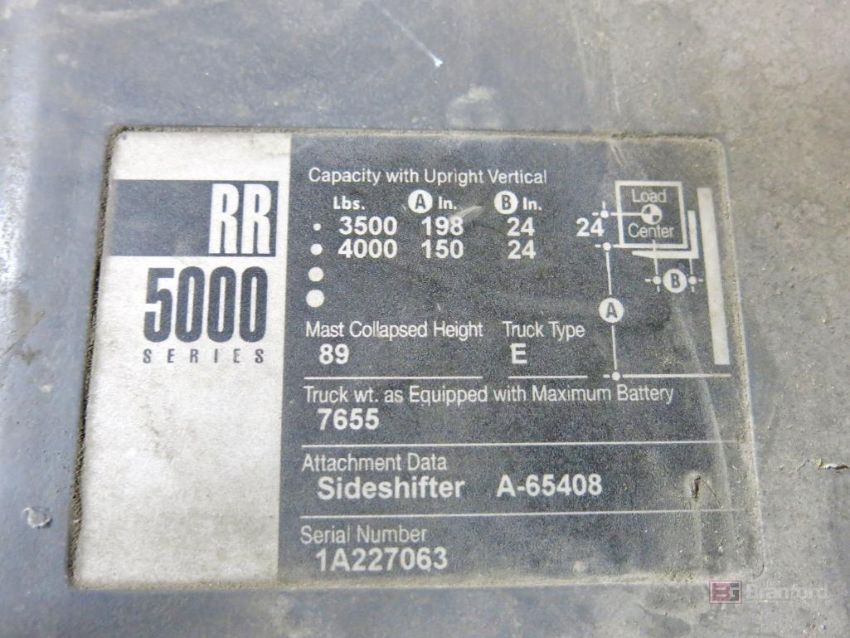 RR
5000
SERIES
Capacity with Upright Vertical
Lbs. A In. B In.
3500 198 24
4000 150 24
24
Load
Center
B
A
Mast Collapsed Height Truck Type
89 E
Truck wt. as Equipped with Maximum Battery
7655
Attachment Data
Sideshifter A-65408
Serial Number
1A227063
Branford